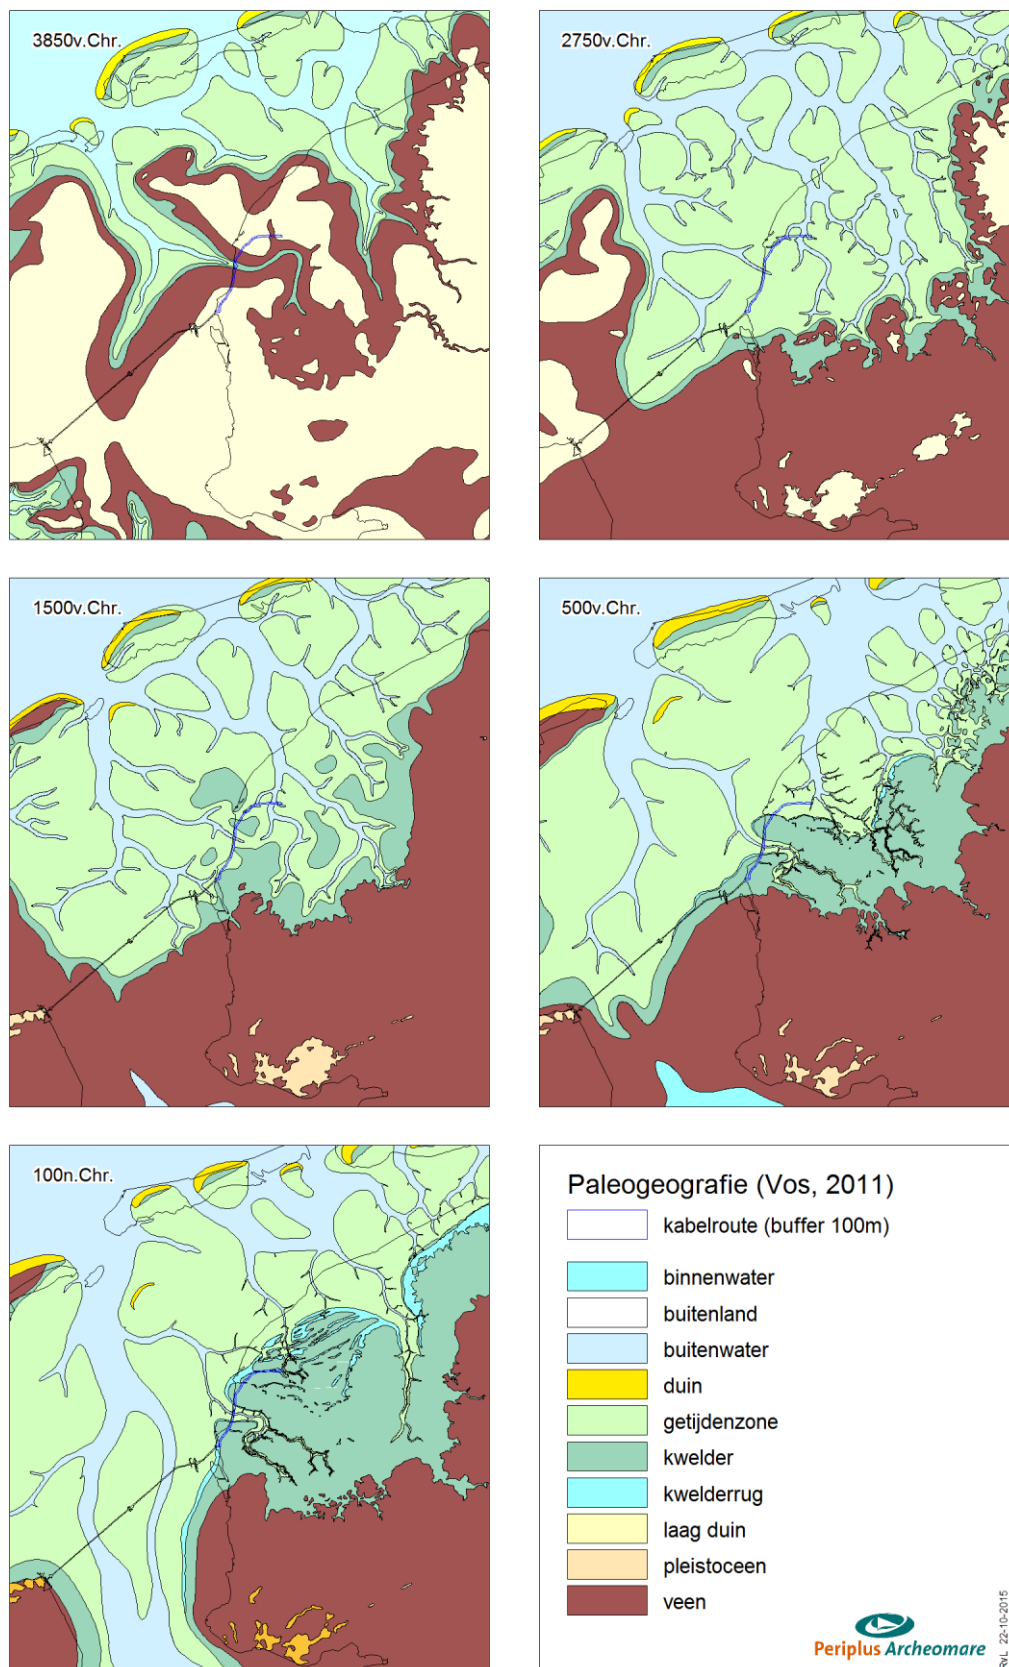 3850v.Chr.
2750v.Chr.
1500v.Chr.
500v.Chr.
100n.Chr.
Paleogeografie (Vos, 2011)
kabelroute (buffer 100m)
binnenwater
buitenland
buitenwater
duin
getijdenzone
kwelder
kwelderrug
laag duin
pleistoceen
veen
Periplus Archeomare
RvL 22-10-2015